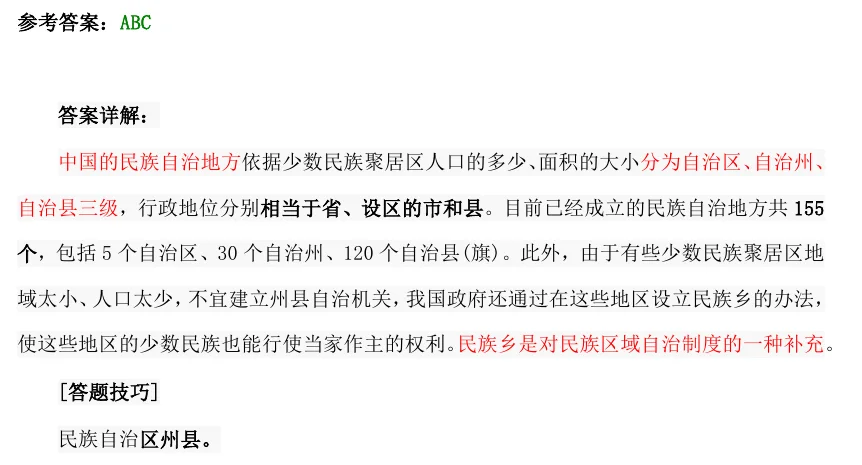 参考答案：ABC
答案详解：
中国的民族自治地方依据少数民族聚居区人口的多少、面积的大小分为自治区、自治州、
自治县三级，行政地位分别相当于省、设区的市和县。目前已经成立的民族自治地方共 155
个，包括 5 个自治区、30 个自治州、120 个自治县(旗)。此外，由于有些少数民族聚居区地
域太小、人口太少，不宜建立州县自治机关，我国政府还通过在这些地区设立民族乡的办法，
使这些地区的少数民族也能行使当家作主的权利。民族乡是对民族区域自治制度的一种补充。
[答题技巧]
民族自治区州县。